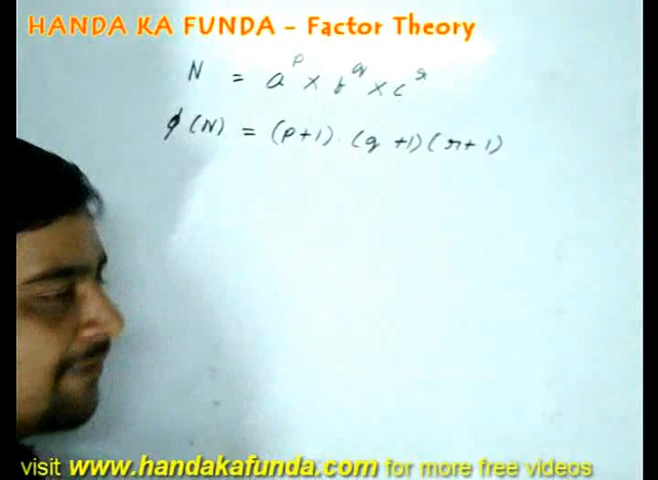 HANDA KA FUNDA - Factor Theory
N = a^p × b^q × c^r
φ(N) = (p+1) . (q +1) (r+1)
visit www.handakafunda.com for more free videos